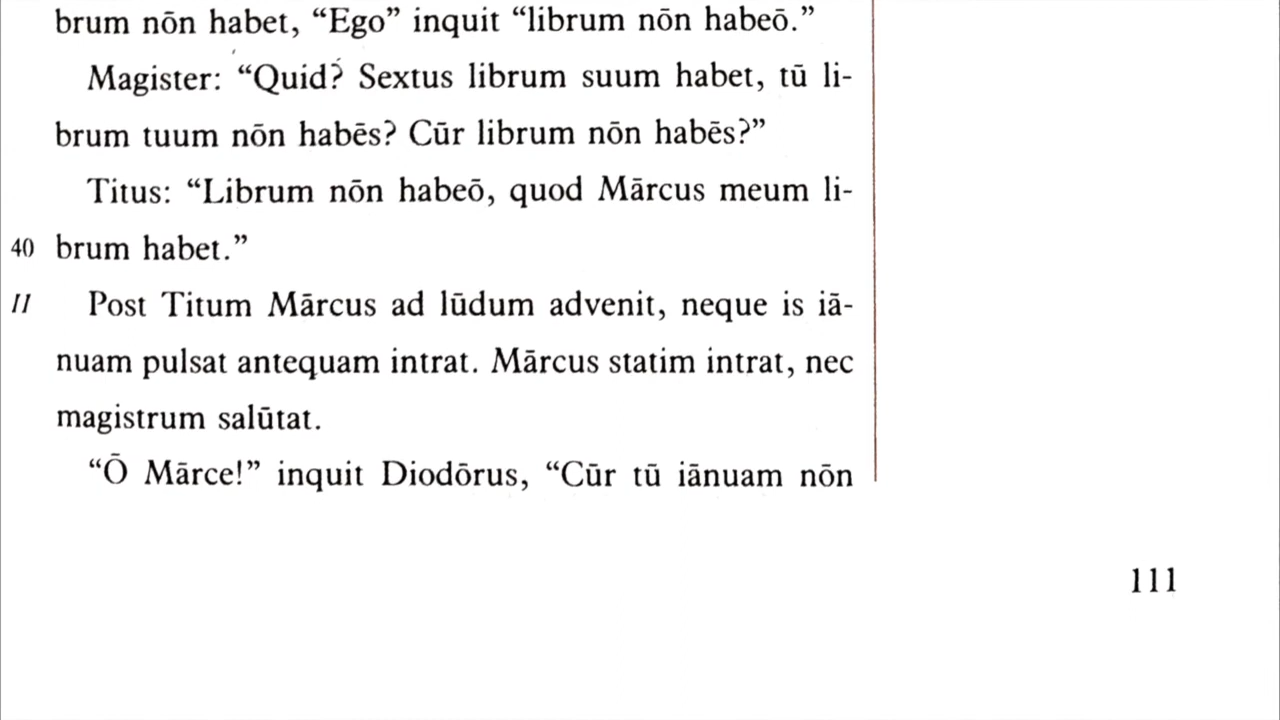 brum nōn habet, “Ego” inquit “librum nōn habeō.”
Magister: “Quid? Sextus librum suum habet, tū li-
brum tuum nōn habēs? Cūr librum nōn habēs?”
Titus: “Librum nōn habeō, quod Mārcus meum li-
40 brum habet.”
II Post Titum Mārcus ad lūdum advenit, neque is iā-
nuam pulsat antequam intrat. Mārcus statim intrat, nec
magistrum salūtat.
“Ō Mārce!” inquit Diodōrus, “Cūr tū iānuam nōn
111